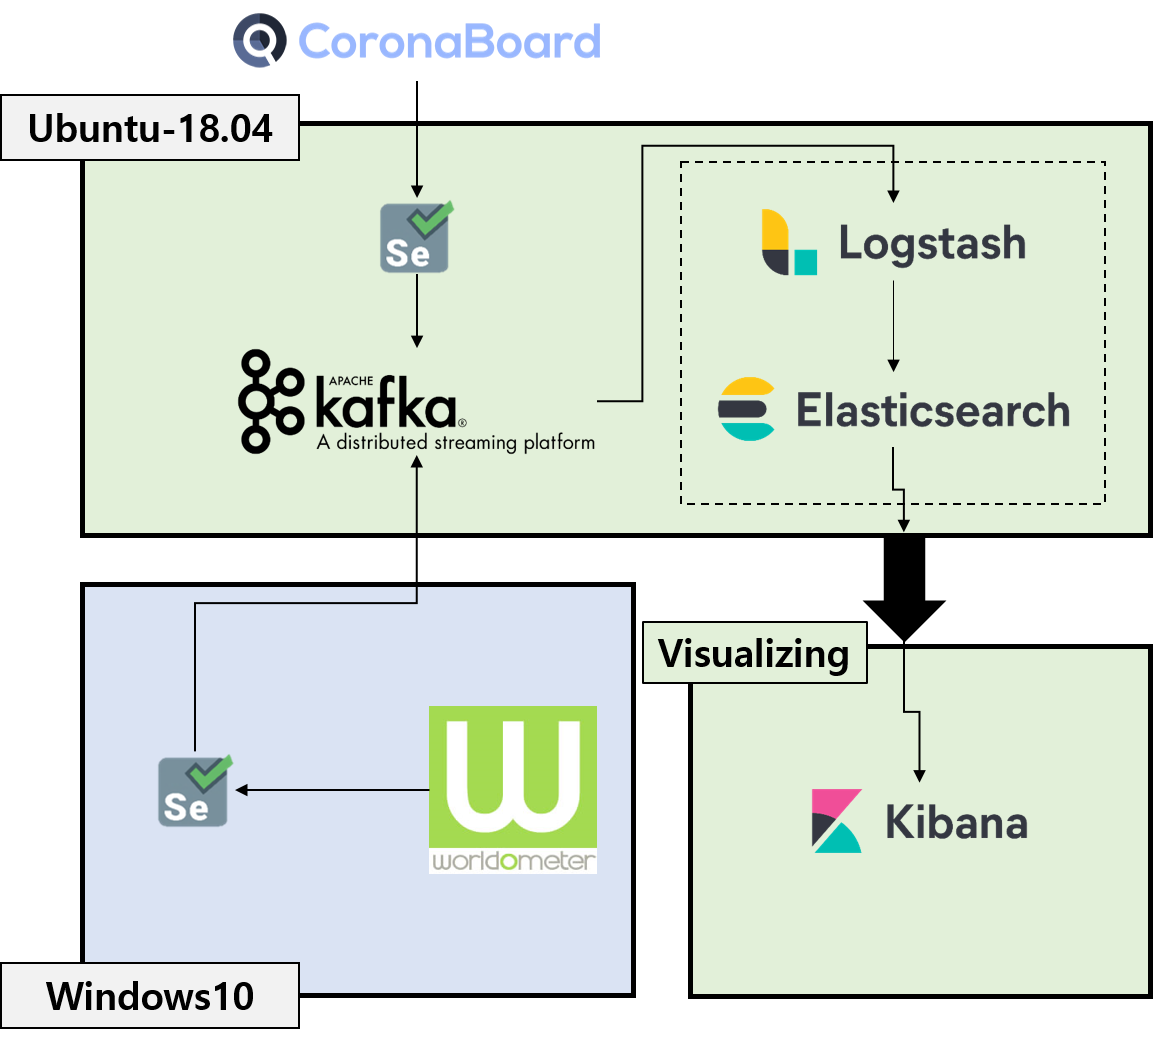 CoronaBoard
Ubuntu-18.04
Se
Logstash
APACHE
kafka®
A distributed streaming platform
Elasticsearch
Visualizing
Se
W
worldometer
Kibana
Windows10